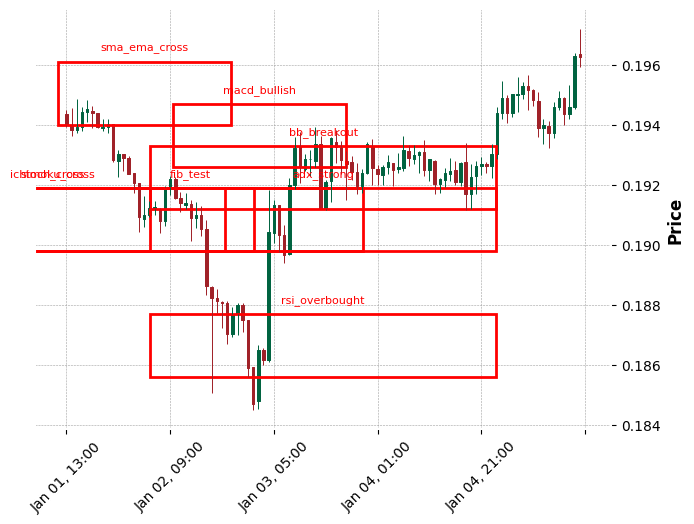 sma_ema_cross
macd_bullish
bb_breakout
fib_test
adx_strong
rsi_overbought
0.196
0.194
0.192
0.190
0.188
0.186
0.184
Price
Jan 01, 13:00
Jan 02, 09:00
Jan 03, 05:00
Jan 04, 01:00
Jan 04, 21:00